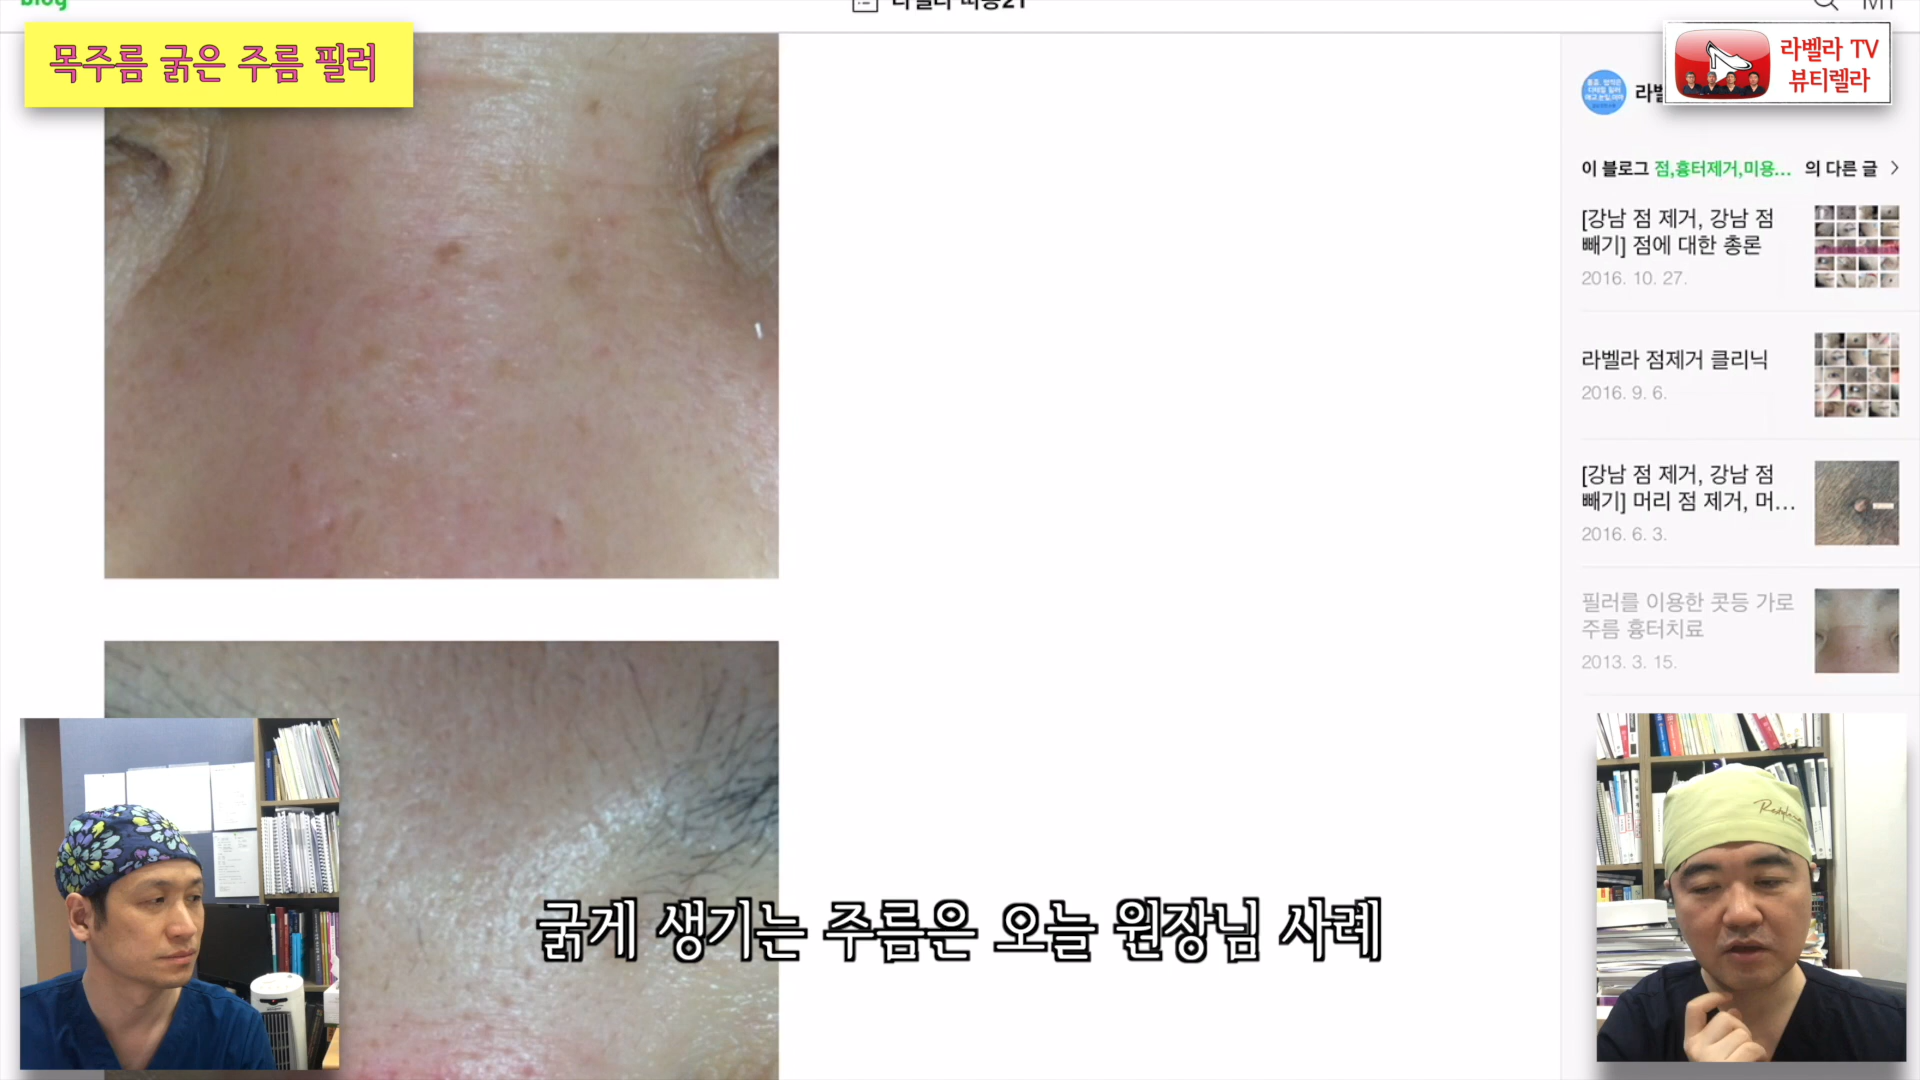 blog
목주름 굵은 주름 필러
라벨라 TV
뷰티렐라
이 블로그 점,흉터제거,미용... 의 다른 글
[강남 점 제거, 강남 점
빼기] 점에 대한 총론
2016. 10. 27.
라벨라 점제거 클리닉
2016. 9. 6.
[강남 점 제거, 강남 점
빼기] 머리 점 제거, 머...
2016. 6. 3.
필러를 이용한 콧등 가로
주름 흉터치료
2013. 3. 15.
굵게 생기는 주름은 오늘 원장님 사례